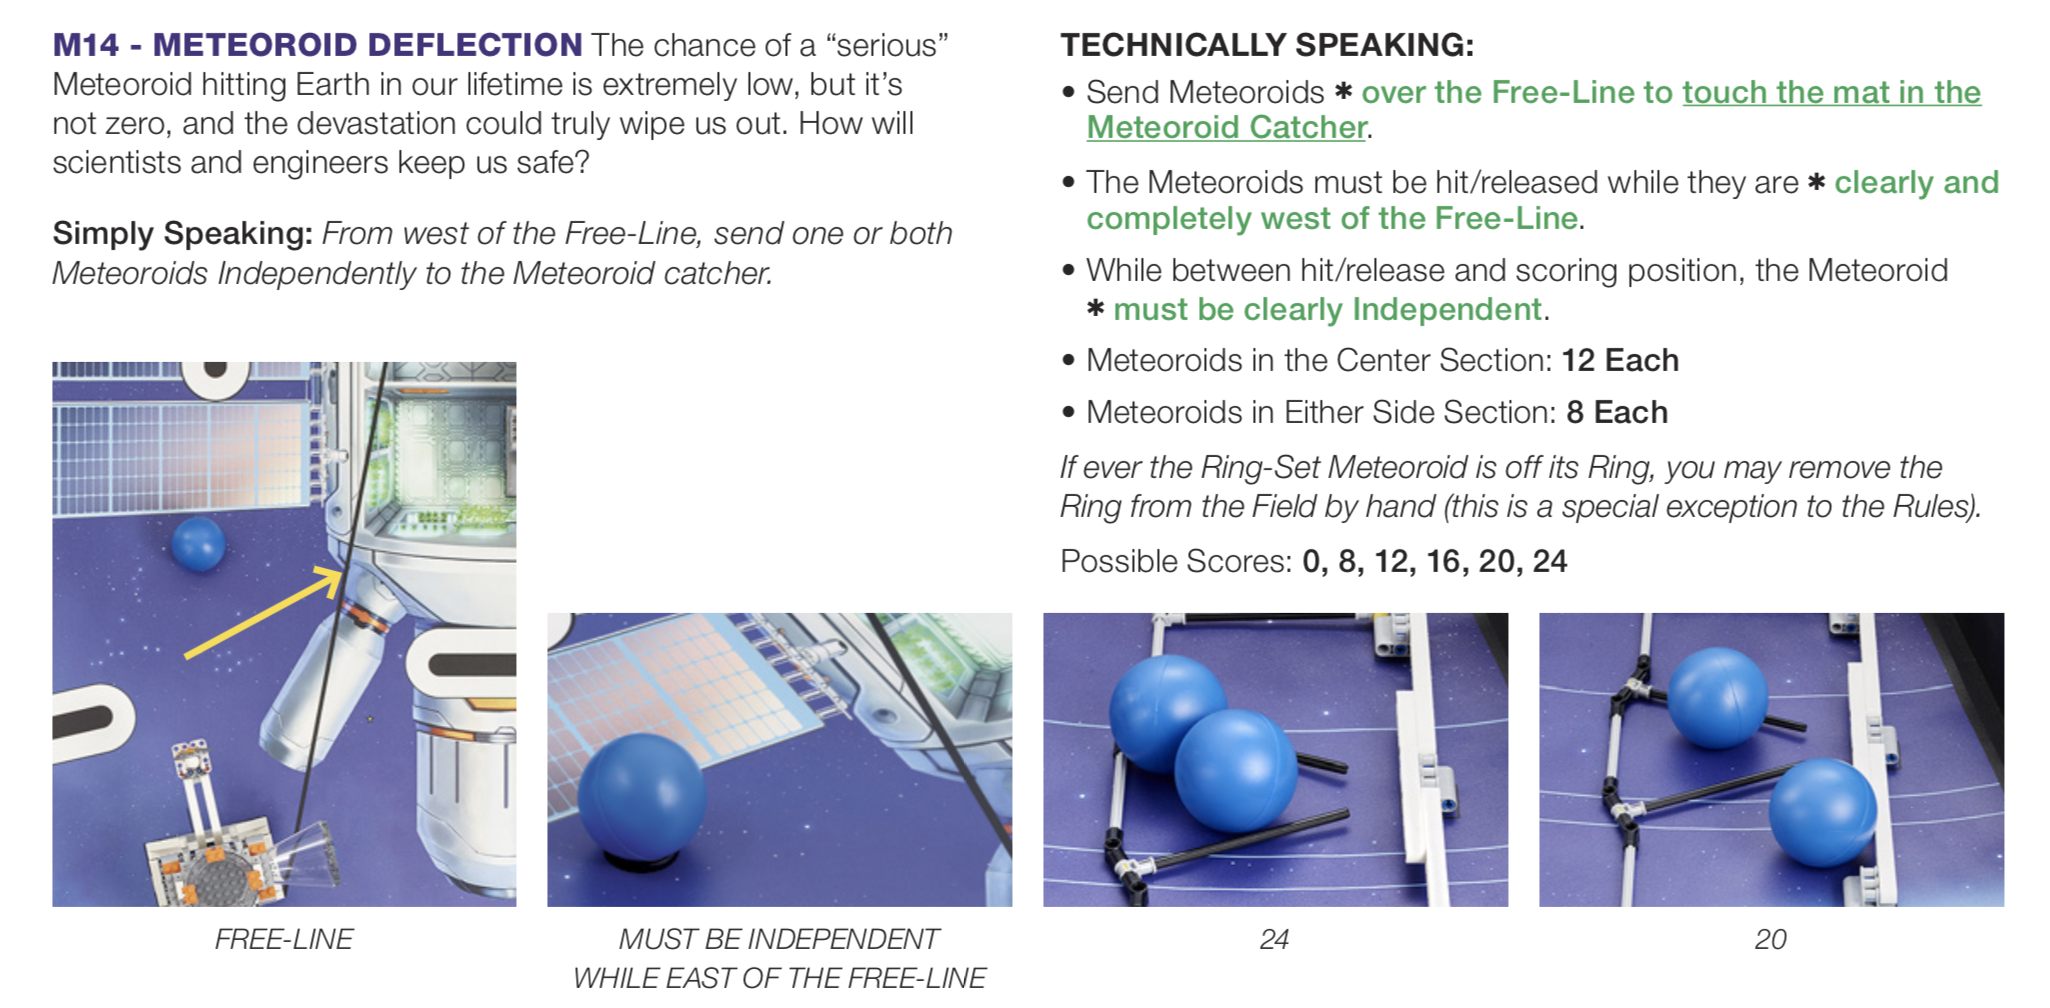 M14 - METEOROID DEFLECTION The chance of a “serious”
Meteoroid hitting Earth in our lifetime is extremely low, but it’s
not zero, and the devastation could truly wipe us out. How will
scientists and engineers keep us safe?
Simply Speaking: From west of the Free-Line, send one or both
Meteoroids Independently to the Meteoroid catcher.
TECHNICALLY SPEAKING:
• Send Meteoroids ✱ over the Free-Line to touch the mat in the
Meteoroid Catcher.
• The Meteoroids must be hit/released while they are ✱ clearly and
completely west of the Free-Line.
• While between hit/release and scoring position, the Meteoroid
✱ must be clearly Independent.
• Meteoroids in the Center Section: 12 Each
• Meteoroids in Either Side Section: 8 Each
If ever the Ring-Set Meteoroid is off its Ring, you may remove the
Ring from the Field by hand (this is a special exception to the Rules).
Possible Scores: 0, 8, 12, 16, 20, 24
FREE-LINE
MUST BE INDEPENDENT
WHILE EAST OF THE FREE-LINE
24
20